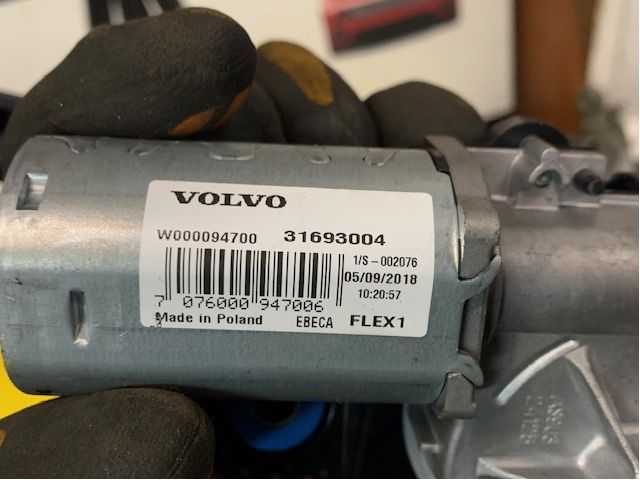 VOLVO
W000094700 31693004
1/S-002076
05/09/2018
10:20:57
7 076000 947006
Made in Poland EBECA FLEX1